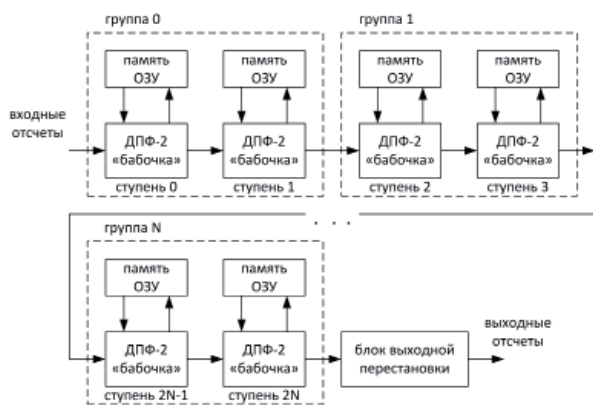 группа 0
группа 1
память
ОЗУ
память
ОЗУ
память
ОЗУ
память
ОЗУ
входные
отсчеты
ДПФ-2
«бабочка»
ДПФ-2
«бабочка»
ДПФ-2
«бабочка»
ДПФ-2
«бабочка»
ступень 0
ступень 1
ступень 2
ступень 3
. . .
группа N
память
ОЗУ
память
ОЗУ
ДПФ-2
«бабочка»
ДПФ-2
«бабочка»
блок выходной
перестановки
выходные
отсчеты
ступень 2N-1
ступень 2N